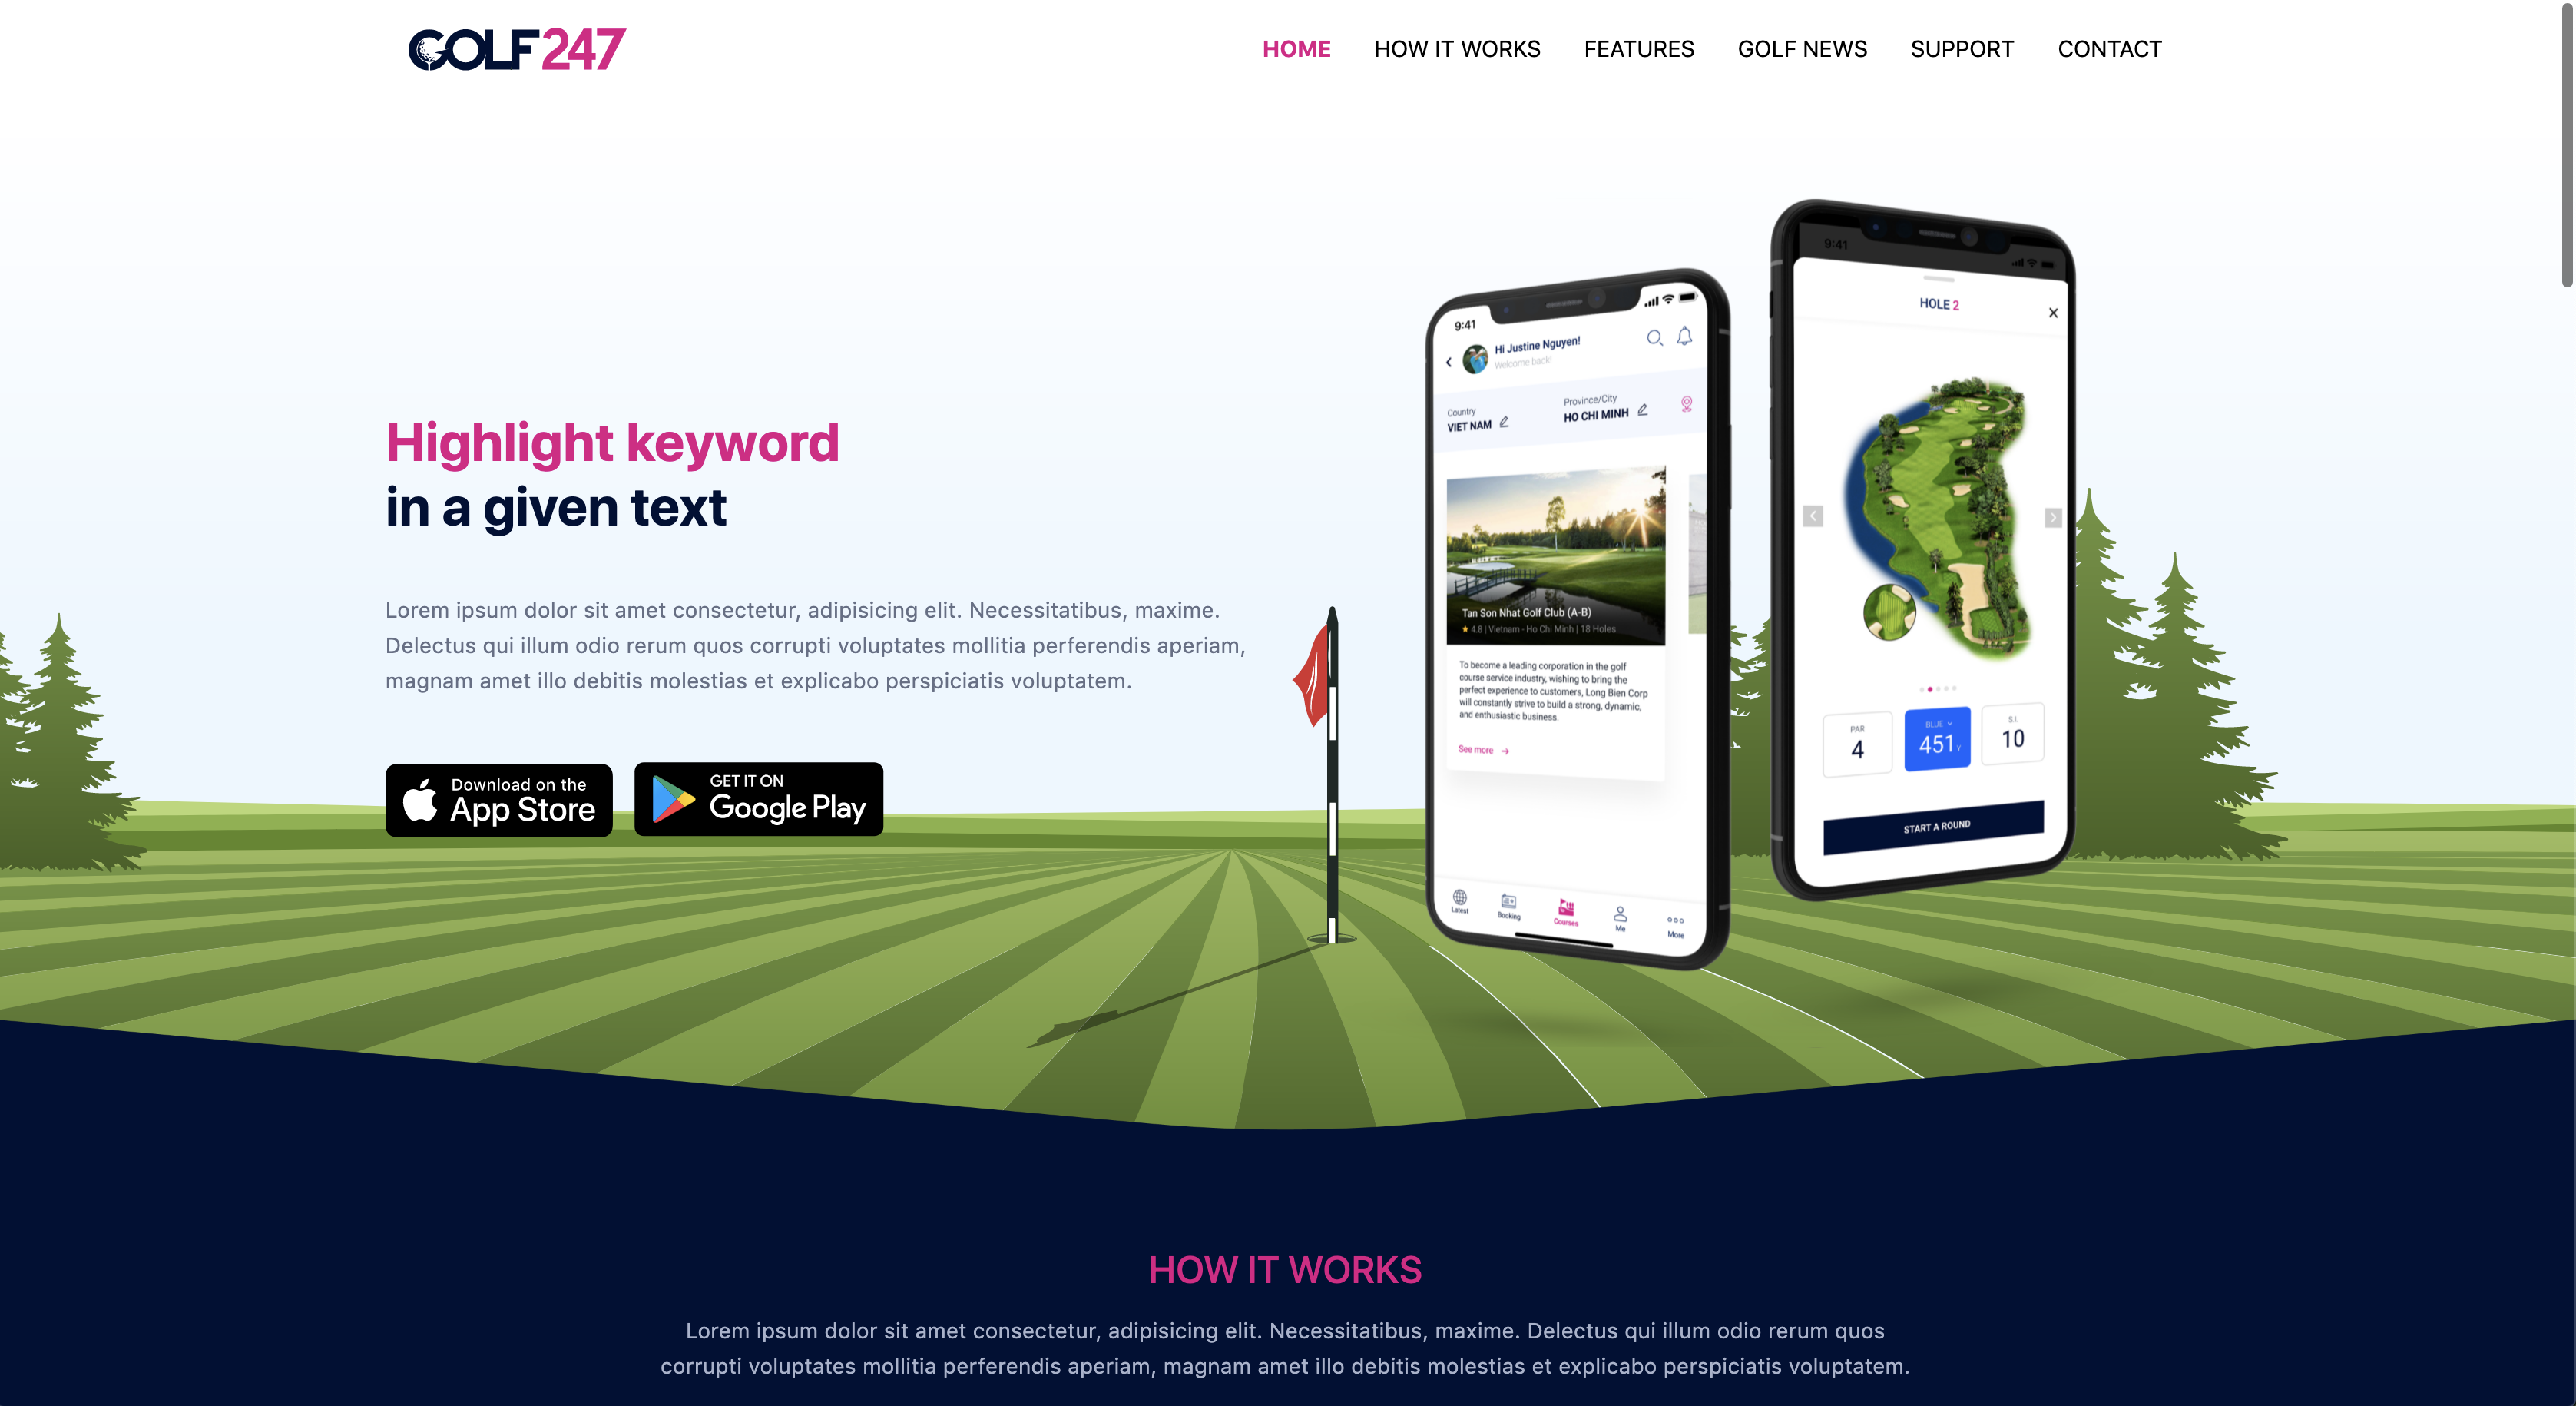 GOLF247
HOME HOW IT WORKS FEATURES GOLF NEWS SUPPORT CONTACT
Highlight keyword
in a given text
Lorem ipsum dolor sit amet consectetur, adipisicing elit. Necessitatibus, maxime.
Delectus qui illum odio rerum quos corrupti voluptates mollitia perferendis aperiam,
magnam amet illo debitis molestias et explicabo perspiciatis voluptatem.
Download on the
App Store
GET IT ON
Google Play
9:41
Hi Justine Nguyen!
Welcome back!
Country
VIET NAM
Province/City
HO CHI MINH
Tan Son Nhat Golf Club (A-B)
4.8 | Vietnam - Ho Chi Minh | 18 Holes
To become a leading corporation in the golf
course service industry, wishing to bring the
perfect experience to customers, Long Bien Corp
will constantly strive to build a strong, dynamic,
and enthusiastic business.
See more
Latest Booking Courses Me More
9:41
HOLE 2
PAR
4
BLUE
451 Y
S.I.
10
START A ROUND
HOW IT WORKS
Lorem ipsum dolor sit amet consectetur, adipisicing elit. Necessitatibus, maxime. Delectus qui illum odio rerum quos
corrupti voluptates mollitia perferendis aperiam, magnam amet illo debitis molestias et explicabo perspiciatis voluptatem.